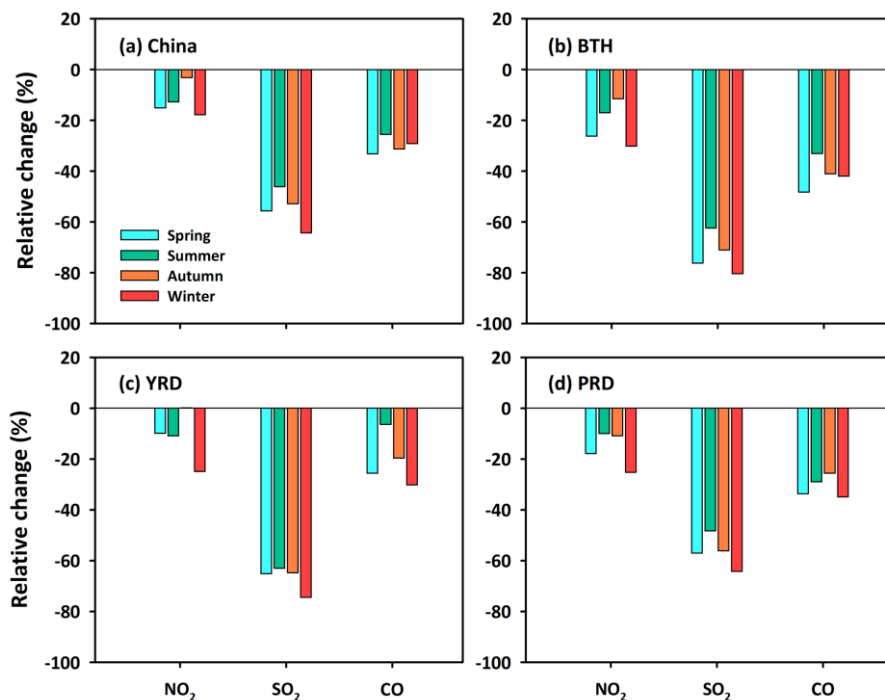 (a) China
(b) BTH
Relative change (%)
20
0
-20
-40
-60
-80
-100
20
0
-20
-40
-60
-80
-100
Spring
Summer
Autumn
Winter
(c) YRD
(d) PRD
Relative change (%)
20
0
-20
-40
-60
-80
-100
20
0
-20
-40
-60
-80
-100
NO₂ SO₂ CO
NO₂ SO₂ CO